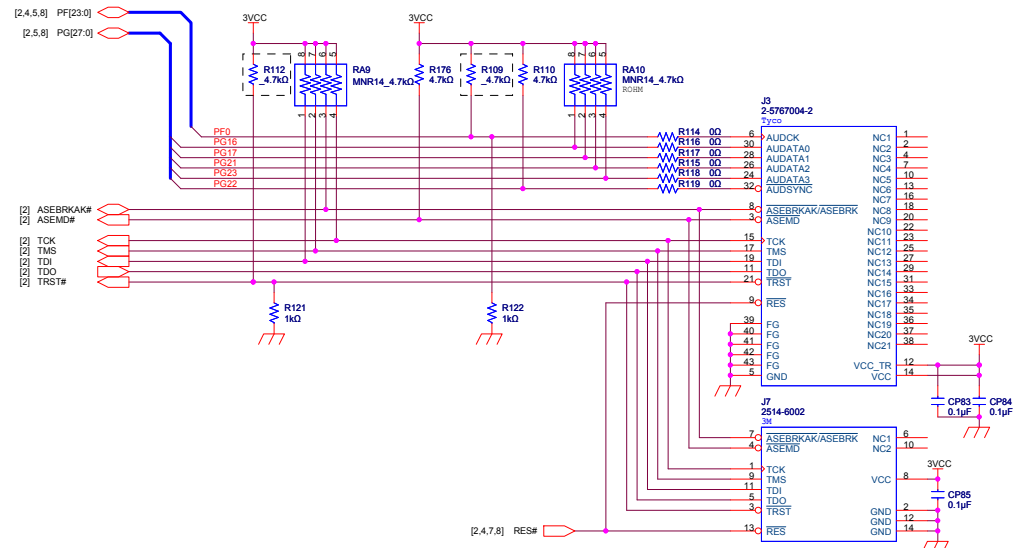 [2,4,5,8] PF[23:0]
[2,5,8] PG[27:0]
3VCC
3VCC
R112
_4.7kΩ
8 7 6 5
RA9
MNR14_4.7kΩ
1 2 3 4
R176
4.7kΩ
R109
_4.7kΩ
R110
4.7kΩ
8 7 6 5
RA10
MNR14_4.7kΩ
ROHM
1 2 3 4
PF0
PG16
PG17
PG21
PG23
PG22
R114 0Ω
R116 0Ω
R117 0Ω
R115 0Ω
R118 0Ω
R119 0Ω
[2] ASEBRKAK#
[2] ASEMD#
[2] TCK
[2] TMS
[2] TDI
[2] TDO
[2] TRST#
R121
1kΩ
R122
1kΩ
J3
2-5767004-2
Tyco
6 AUDCK
30 AUDATA0
28 AUDATA1
26 AUDATA2
24 AUDATA3
32 AUDSYNC
8 ASEBRKAK/ASEBRK
3 ASEMD
15 TCK
17 TMS
19 TDI
11 TDO
21 TRST
9 RES
39 FG
40 FG
41 FG
42 FG
43 FG
5 GND
NC1 1
NC2 2
NC3 4
NC4 7
NC5 10
NC6 13
NC7 16
NC8 18
NC9 20
NC10 22
NC11 23
NC12 25
NC13 27
NC14 29
NC15 31
NC16 33
NC17 34
NC18 35
NC19 36
NC20 37
NC21 38
VCC_TR 12
VCC 14
3VCC
CP83
0.1µF
CP84
0.1µF
J7
2514-6002
3M
7 ASEBRKAK/ASEBRK
4 ASEMD
1 TCK
9 TMS
11 TDI
5 TDO
3 TRST
13 RES
NC1 6
NC2 10
VCC 8
GND 2
GND 12
GND 14
3VCC
CP85
0.1µF
[2,4,7,8] RES#